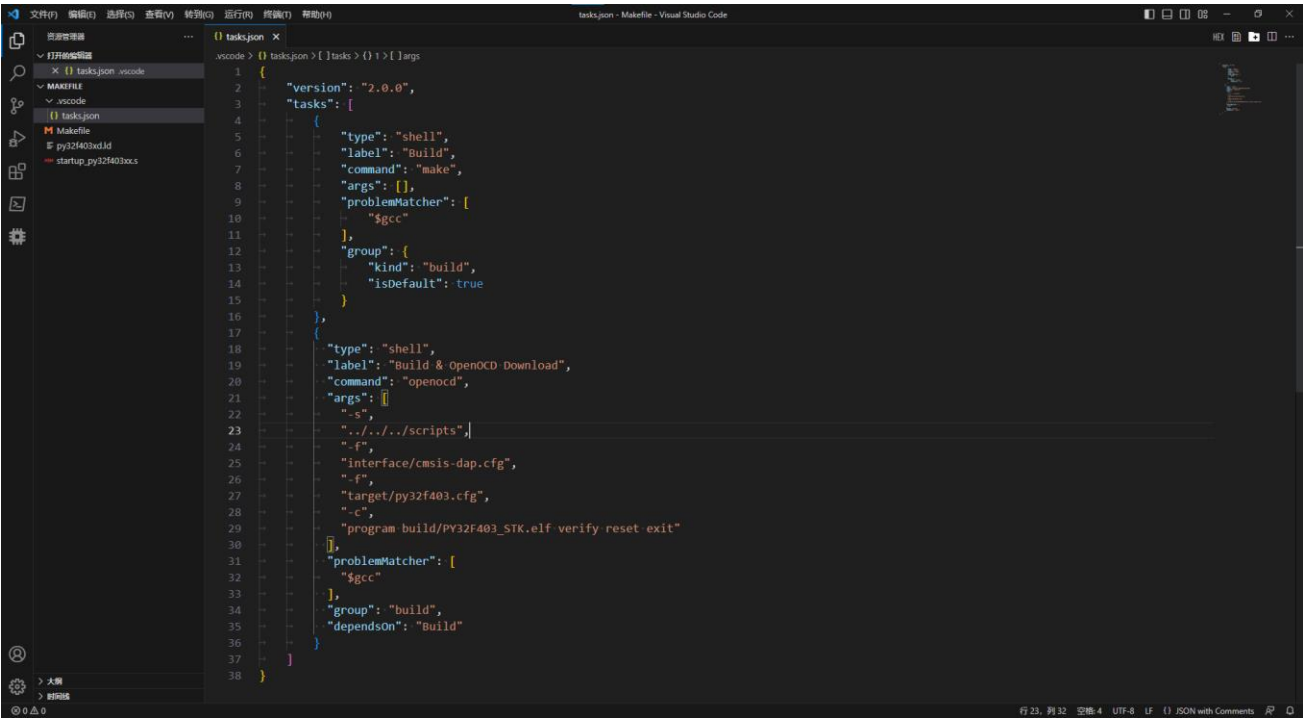 文件(F) 编辑(E) 选择(S) 查看(V) 转到(G) 运行(R) 终端(T) 帮助(H)
tasks.json - Makefile - Visual Studio Code
资源管理器
打开的编辑器
{} tasks.json .vscode
MAKEFILE
.vscode
{} tasks.json
M Makefile
py32f403xd.ld
startup_py32f403xx.s
大纲
时间线
{} tasks.json ×
HEX
.vscode > {} tasks.json > [ ] tasks > {} 1 > [ ] args
1 {
2 "version": "2.0.0",
3 "tasks": [
4 {
5 "type": "shell",
6 "label": "Build",
7 "command": "make",
8 "args": [],
9 "problemMatcher": [
10 "$gcc"
11 ],
12 "group": {
13 "kind": "build",
14 "isDefault": true
15 }
16 },
17 {
18 "type": "shell",
19 "label": "Build & OpenOCD Download",
20 "command": "openocd",
21 "args": [
22 "-s",
23 "../../../scripts",
24 "-f",
25 "interface/cmsis-dap.cfg",
26 "-f",
27 "target/py32f403.cfg",
28 "-c",
29 "program build/PY32F403_STK.elf verify reset exit"
30 ],
31 "problemMatcher": [
32 "$gcc"
33 ],
34 "group": "build",
35 "dependsOn": "Build"
36 }
37 ]
38 }
0 0
行 23, 列 32 空格: 4 UTF-8 LF {} JSON with Comments